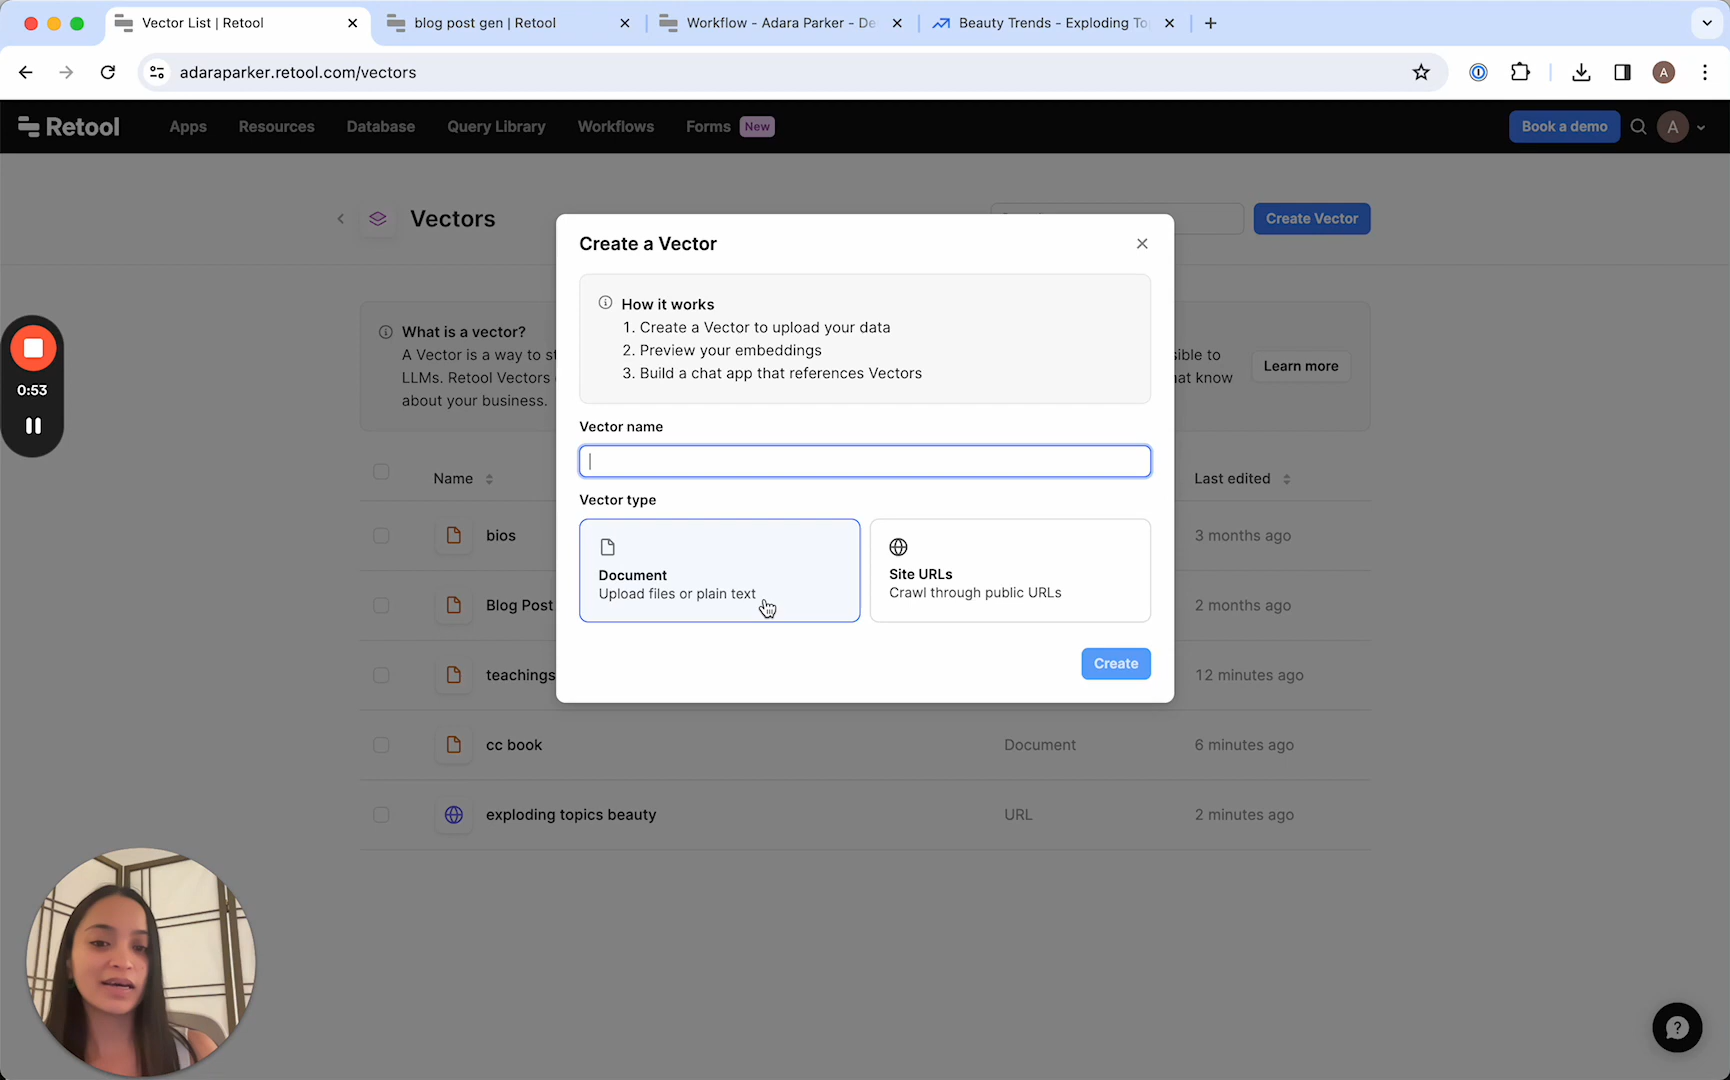 Vector List | Retool
blog post gen | Retool
Workflow - Adara Parker - De
Beauty Trends - Exploding To
adaraparker.retool.com/vectors
A
Retool
Apps
Resources
Database
Query Library
Workflows
Forms
New
Book a demo
A
Vectors
Create Vector
What is a vector?
A Vector is a way to st
LLMs. Retool Vectors
about your business.
ible to
at know
Learn more
Create a Vector
How it works
1. Create a Vector to upload your data
2. Preview your embeddings
3. Build a chat app that references Vectors
Vector name
Vector type
Document
Upload files or plain text
Site URLs
Crawl through public URLs
Create
0:53
Name
Last edited
bios
3 months ago
Blog Post
2 months ago
teachings
12 minutes ago
cc book
Document
6 minutes ago
exploding topics beauty
URL
2 minutes ago